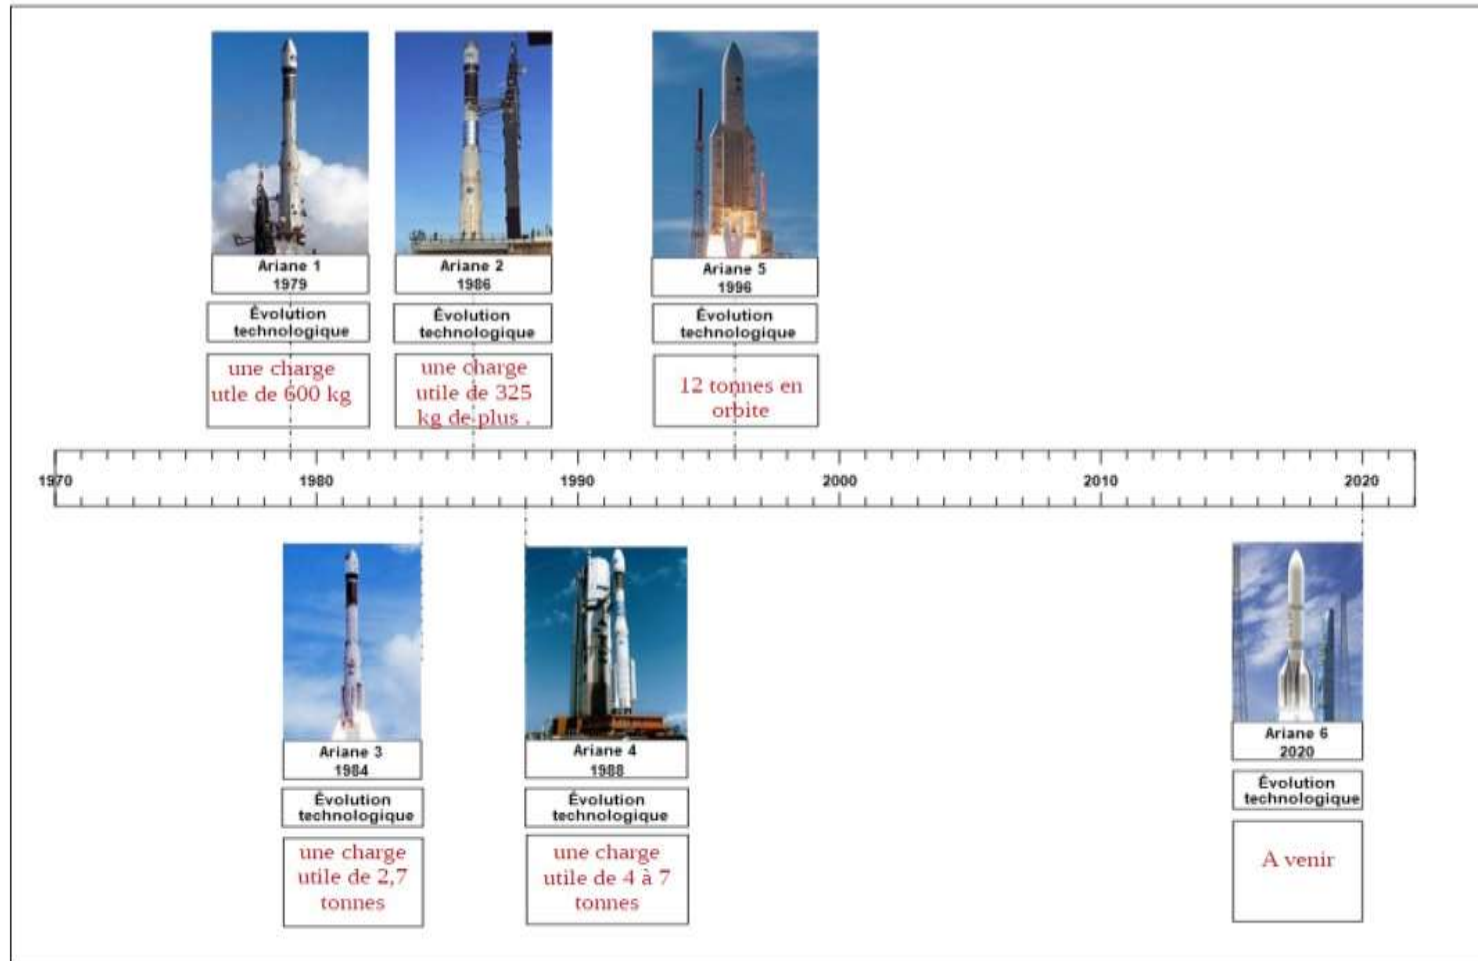 Ariane 1
1979
Évolution
technologique
une charge
utle de 600 kg
Ariane 2
1986
Évolution
technologique
une charge
utile de 325
kg de plus .
Ariane 5
1996
Évolution
technologique
12 tonnes en
orbite
1970
1980
1990
2000
2010
2020
Ariane 3
1984
Évolution
technologique
une charge
utile de 2,7
tonnes
Ariane 4
1988
Évolution
technologique
une charge
utile de 4 à 7
tonnes
Ariane 6
2020
Évolution
technologique
A venir